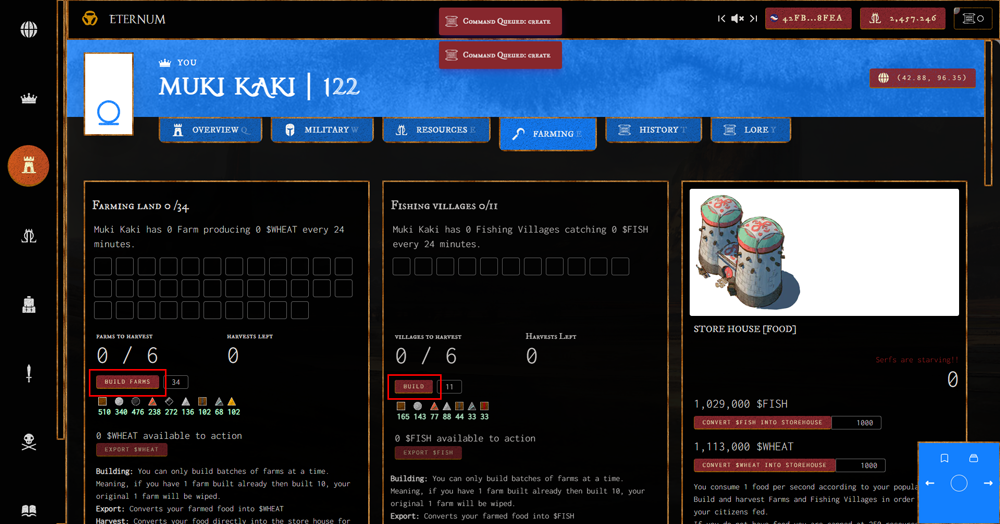 ETERNUM
Command Queued: create
Command Queued: create
42FB...8FEA
2,457.246
0
YOU
MUKI KAKI | 122
(42.88, 96.35)
OVERVIEW Q
MILITARY W
RESOURCES E
FARMING E
HISTORY T
LORE Y
Farming land 0 /34
Muki Kaki has 0 Farm producing 0 $WHEAT every 24
minutes.
FARMS TO HARVEST
HARVESTS LEFT
0 / 6
0
BUILD FARMS
34
510 340 476 238 272 136 102 68 102
0 $WHEAT available to action
EXPORT $WHEAT
Building: You can only build batches of farms at a time.
Meaning, if you have 1 farm built already then built 10, your
original 1 farm will be wiped.
Export: Converts your farmed food into $WHEAT
Harvest: Converts your food directly into the store house for
Fishing villages 0/11
Muki Kaki has 0 Fishing Villages catching 0 $FISH
every 24 minutes.
VILLAGES TO HARVEST
Harvests Left
0 / 6
0
BUILD
11
165 143 77 88 44 33 33
0 $FISH available to action
EXPORT $FISH
Building: You can only build batches of farms at a time.
Meaning, if you have 1 farm built already then built 10, your
original 1 farm will be wiped.
Export: Converts your farmed food into $FISH
STORE HOUSE [FOOD]
Serfs are starving!!
0
1,029,000 $FISH
CONVERT $FISH INTO STOREHOUSE
1000
1,113,000 $WHEAT
CONVERT $WHEAT INTO STOREHOUSE
1000
You consume 1 food per second according to your popula
Build and harvest Farms and Fishing Villages in order
your citizens fed.